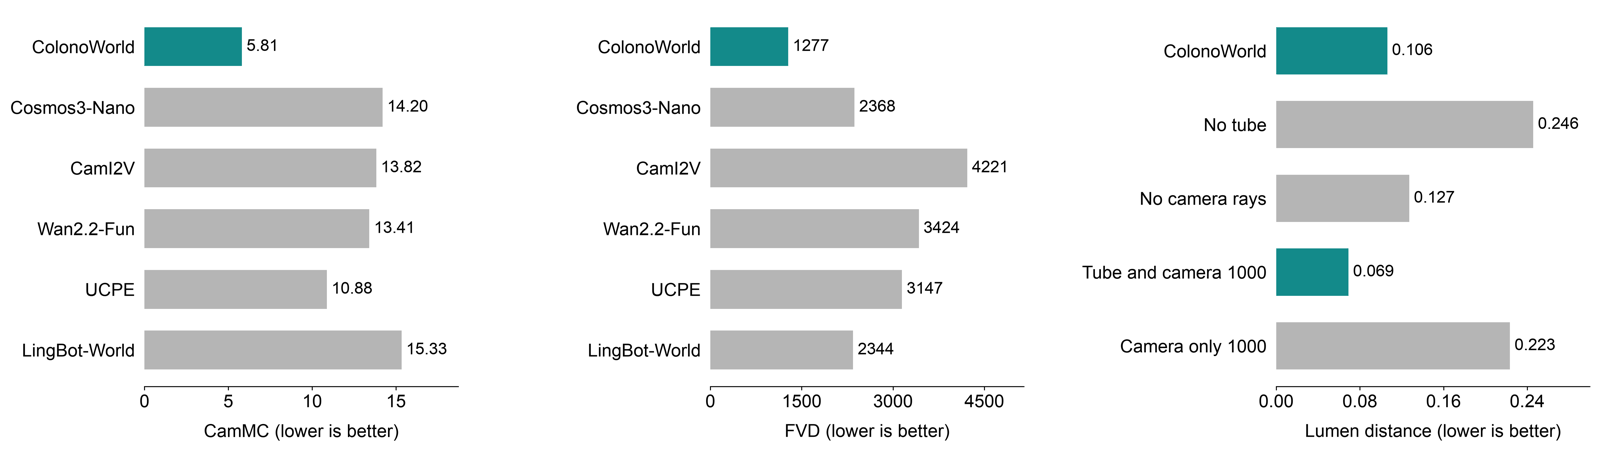 ColonoWorld 5.81
Cosmos3-Nano 14.20
CamI2V 13.82
Wan2.2-Fun 13.41
UCPE 10.88
LingBot-World 15.33
0 5 10 15
CamMC (lower is better)
ColonoWorld 1277
Cosmos3-Nano 2368
CamI2V 4221
Wan2.2-Fun 3424
UCPE 3147
LingBot-World 2344
0 1500 3000 4500
FVD (lower is better)
ColonoWorld 0.106
No tube 0.246
No camera rays 0.127
Tube and camera 1000 0.069
Camera only 1000 0.223
0.00 0.08 0.16 0.24
Lumen distance (lower is better)